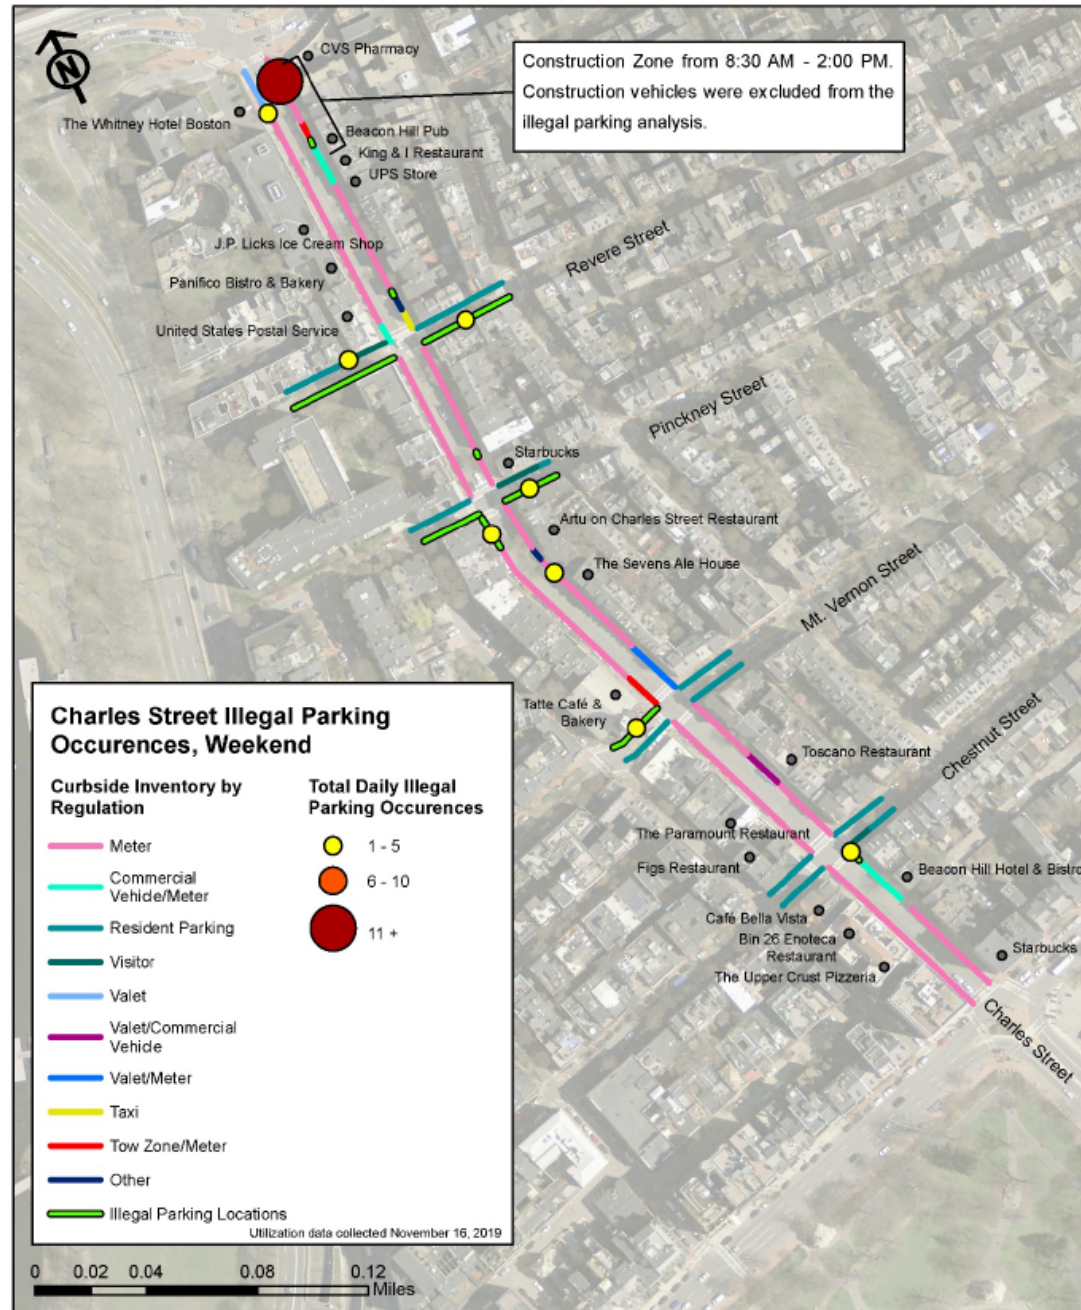 N
CVS Pharmacy
Construction Zone from 8:30 AM - 2:00 PM.
Construction vehicles were excluded from the
illegal parking analysis.
The Whitney Hotel Boston
Beacon Hill Pub
King & I Restaurant
UPS Store
Revere Street
J.P. Licks Ice Cream Shop
Panifico Bistro & Bakery
United States Postal Service
Pinckney Street
Starbucks
Artu on Charles Street Restaurant
The Sevens Ale House
Mt. Vernon Street
Tatte Café &
Bakery
Toscano Restaurant
Chestnut Street
The Paramount Restaurant
Figs Restaurant
Beacon Hill Hotel & Bistro
Café Bella Vista
Bin 26 Enoteca
Restaurant
The Upper Crust Pizzeria
Starbucks
Charles Street
Charles Street Illegal Parking
Occurences, Weekend
Curbside Inventory by
Regulation
Meter
Commercial
Vehicle/Meter
Resident Parking
Visitor
Valet
Valet/Commercial
Vehicle
Valet/Meter
Taxi
Tow Zone/Meter
Other
Illegal Parking Locations
Total Daily Illegal
Parking Occurences
1 - 5
6 - 10
11 +
Utilization data collected November 16, 2019
0 0.02 0.04 0.08 0.12
Miles